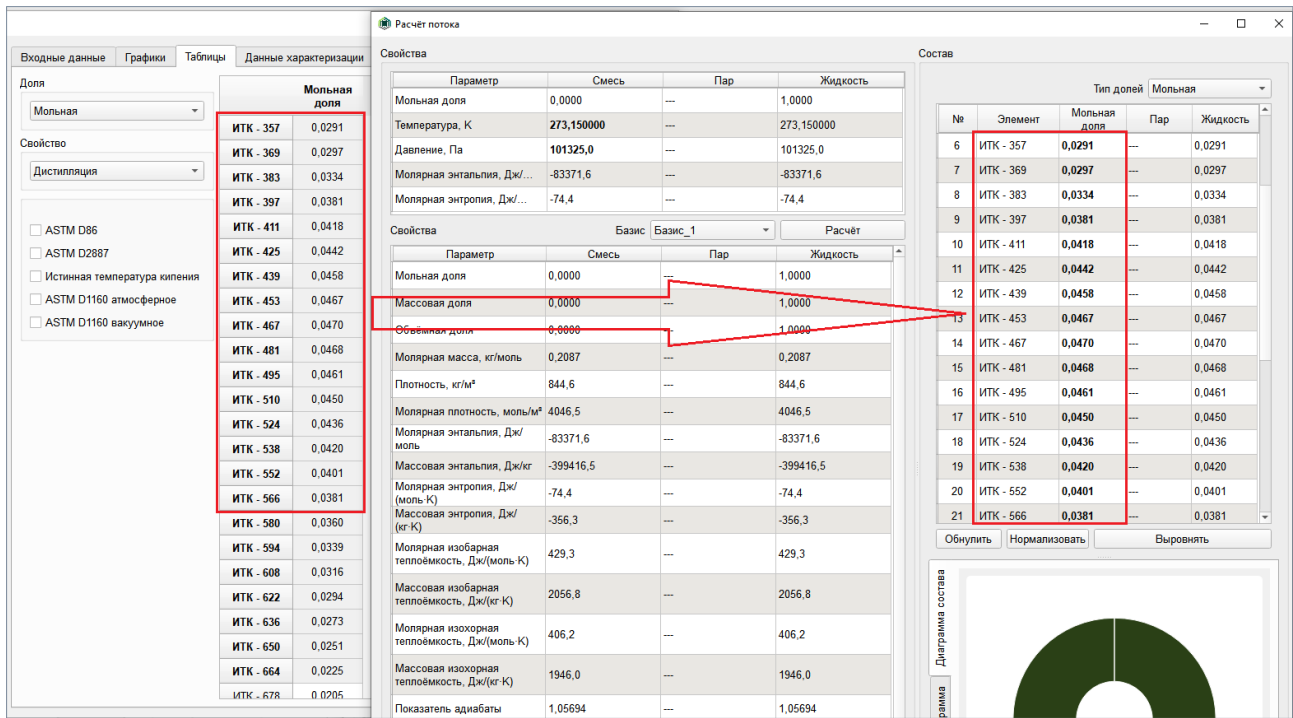 Расчёт потока
Входные данные
Графики
Таблицы
Данные характеризации
Доля
Мольная
Свойство
Дистилляция
ASTM D86
ASTM D2887
Истинная температура кипения
ASTM D1160 атмосферное
ASTM D1160 вакуумное
Мольная
доля
ИТК - 357 0,0291
ИТК - 369 0,0297
ИТК - 383 0,0334
ИТК - 397 0,0381
ИТК - 411 0,0418
ИТК - 425 0,0442
ИТК - 439 0,0458
ИТК - 453 0,0467
ИТК - 467 0,0470
ИТК - 481 0,0468
ИТК - 495 0,0461
ИТК - 510 0,0450
ИТК - 524 0,0436
ИТК - 538 0,0420
ИТК - 552 0,0401
ИТК - 566 0,0381
ИТК - 580 0,0360
ИТК - 594 0,0339
ИТК - 608 0,0316
ИТК - 622 0,0294
ИТК - 636 0,0273
ИТК - 650 0,0251
ИТК - 664 0,0225
ИТК - 678 0,0205
Свойства
Параметр Смесь Пар Жидкость
Мольная доля 0,0000 --- 1,0000
Температура, К 273,150000 --- 273,150000
Давление, Па 101325,0 --- 101325,0
Молярная энтальпия, Дж/... -83371,6 --- -83371,6
Молярная энтропия, Дж/... -74,4 --- -74,4
Свойства Базис Базис_1 Расчёт
Параметр Смесь Пар Жидкость
Мольная доля 0,0000 --- 1,0000
Массовая доля 0,0000 --- 1,0000
Объёмная доля 0,0000 --- 1,0000
Молярная масса, кг/моль 0,2087 --- 0,2087
Плотность, кг/м³ 844,6 --- 844,6
Молярная плотность, моль/м³ 4046,5 --- 4046,5
Молярная энтальпия, Дж/
моль -83371,6 --- -83371,6
Массовая энтальпия, Дж/кг -399416,5 --- -399416,5
Молярная энтропия, Дж/
(моль·К) -74,4 --- -74,4
Массовая энтропия, Дж/
(кг·К) -356,3 --- -356,3
Молярная изобарная
теплоёмкость, Дж/(моль·К) 429,3 --- 429,3
Массовая изобарная
теплоёмкость, Дж/(кг·К) 2056,8 --- 2056,8
Молярная изохорная
теплоёмкость, Дж/(моль·К) 406,2 --- 406,2
Массовая изохорная
теплоёмкость, Дж/(кг·К) 1946,0 --- 1946,0
Показатель адиабаты 1,05694 --- 1,05694
Состав
Тип долей Мольная
№ Элемент Мольная доля Пар Жидкость
6 ИТК - 357 0,0291 --- 0,0291
7 ИТК - 369 0,0297 --- 0,0297
8 ИТК - 383 0,0334 --- 0,0334
9 ИТК - 397 0,0381 --- 0,0381
10 ИТК - 411 0,0418 --- 0,0418
11 ИТК - 425 0,0442 --- 0,0442
12 ИТК - 439 0,0458 --- 0,0458
13 ИТК - 453 0,0467 --- 0,0467
14 ИТК - 467 0,0470 --- 0,0470
15 ИТК - 481 0,0468 --- 0,0468
16 ИТК - 495 0,0461 --- 0,0461
17 ИТК - 510 0,0450 --- 0,0450
18 ИТК - 524 0,0436 --- 0,0436
19 ИТК - 538 0,0420 --- 0,0420
20 ИТК - 552 0,0401 --- 0,0401
21 ИТК - 566 0,0381 --- 0,0381
Обнулить Нормализовать Выровнять
Диаграмма состава